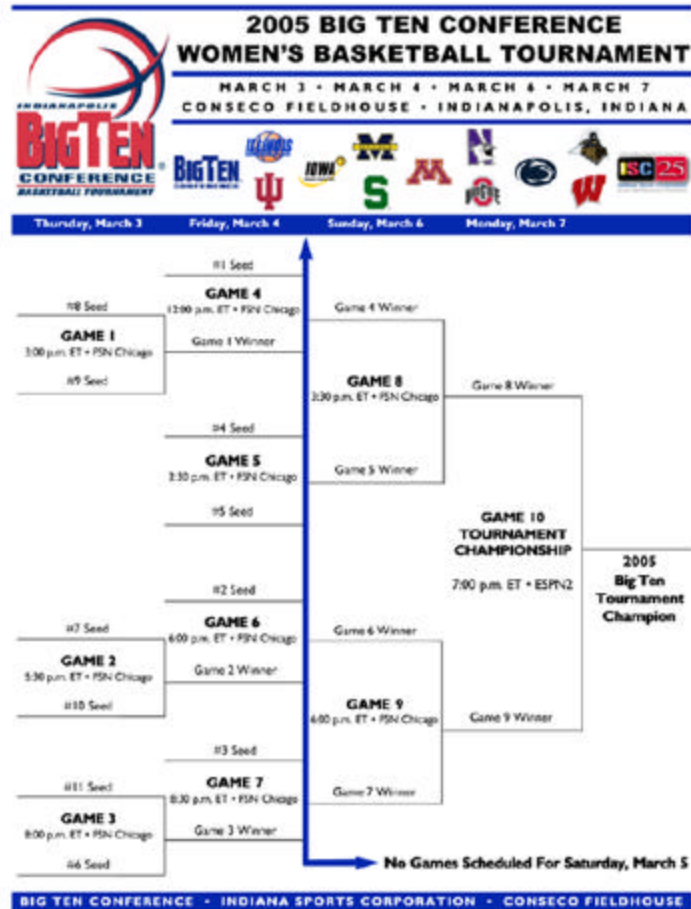 2005 BIG TEN CONFERENCE
WOMEN'S BASKETBALL TOURNAMENT
MARCH 3 • MARCH 4 • MARCH 6 • MARCH 7
CONSECO FIELDHOUSE • INDIANAPOLIS, INDIANA
INDIANAPOLIS
BIG TEN
CONFERENCE
BASKETBALL TOURNAMENT
BIG TEN
CONFERENCE
ILLINOIS
IOWA
ISC 25
Thursday, March 3
Friday, March 4
Sunday, March 6
Monday, March 7
#8 Seed
GAME 1
3:00 p.m. ET • FSN Chicago
#9 Seed
#7 Seed
GAME 2
5:30 p.m. ET • FSN Chicago
#10 Seed
#11 Seed
GAME 3
8:00 p.m. ET • FSN Chicago
#6 Seed
#1 Seed
GAME 4
12:00 p.m. ET • FSN Chicago
Game 1 Winner
#4 Seed
GAME 5
2:30 p.m. ET • FSN Chicago
#5 Seed
#2 Seed
GAME 6
6:00 p.m. ET • FSN Chicago
Game 2 Winner
#3 Seed
GAME 7
8:30 p.m. ET • FSN Chicago
Game 3 Winner
Game 4 Winner
GAME 8
3:30 p.m. ET • FSN Chicago
Game 5 Winner
Game 6 Winner
GAME 9
6:00 p.m. ET • FSN Chicago
Game 7 Winner
Game 8 Winner
GAME 10
TOURNAMENT
CHAMPIONSHIP
7:00 p.m. ET • ESPN2
Game 9 Winner
2005
Big Ten
Tournament
Champion
No Games Scheduled For Saturday, March 5
BIG TEN CONFERENCE • INDIANA SPORTS CORPORATION • CONSECO FIELDHOUSE